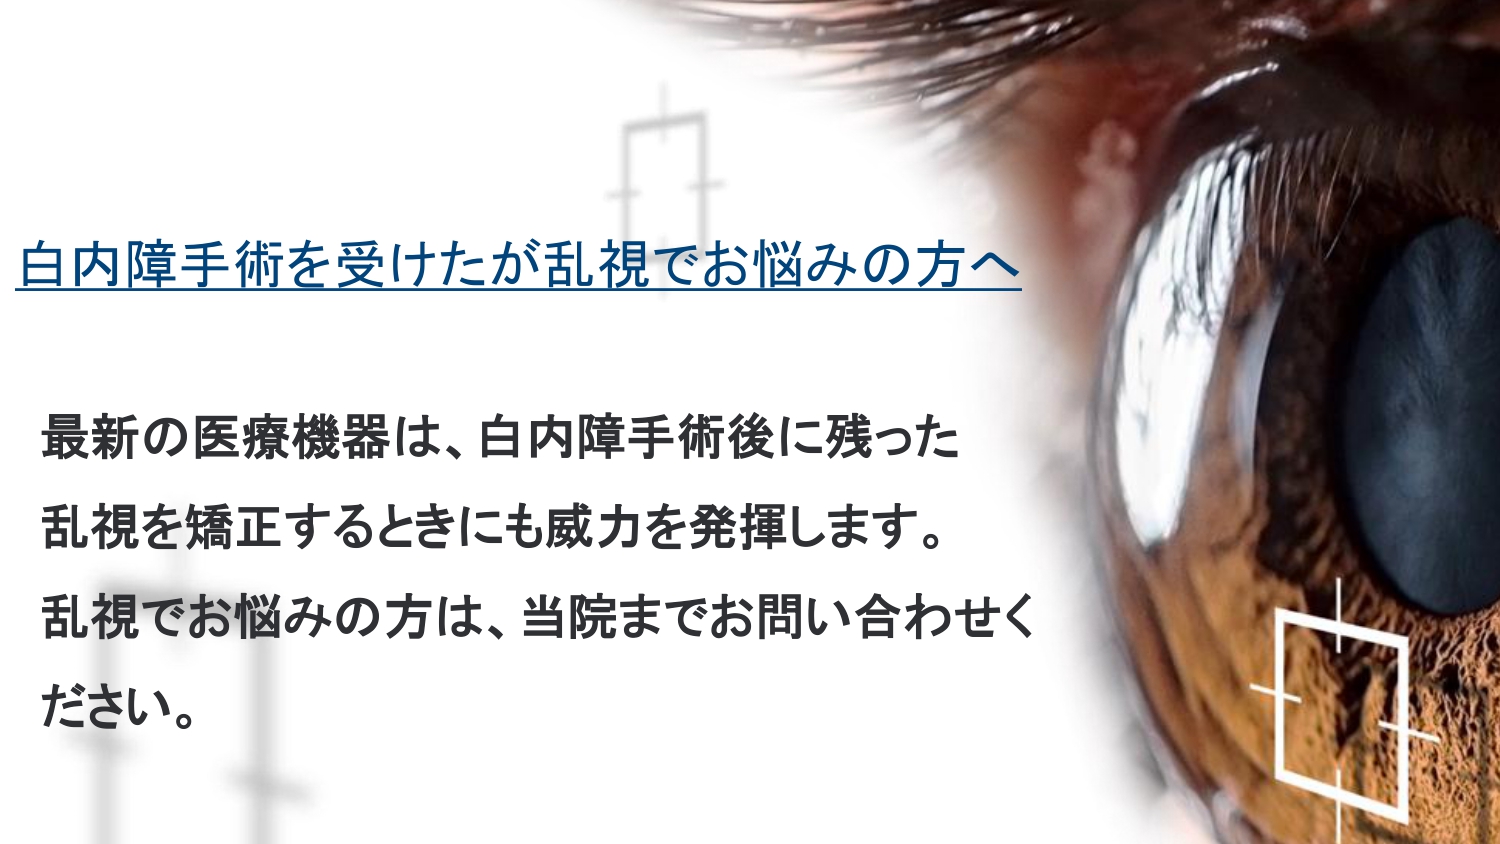 白内障手術を受けたが乱視でお悩みの方へ
最新の医療機器は、白内障手術後に残った
乱視を矯正するときにも威力を発揮します。
乱視でお悩みの方は、当院までお問い合わせく
ださい。